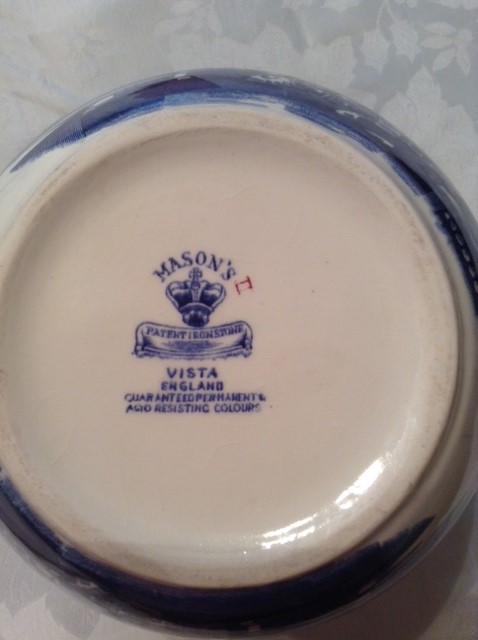 MASON'S
PATENT IRONSTONE
VISTA
ENGLAND
GUARANTEED PERMANENT &
ACID RESISTING COLOURS